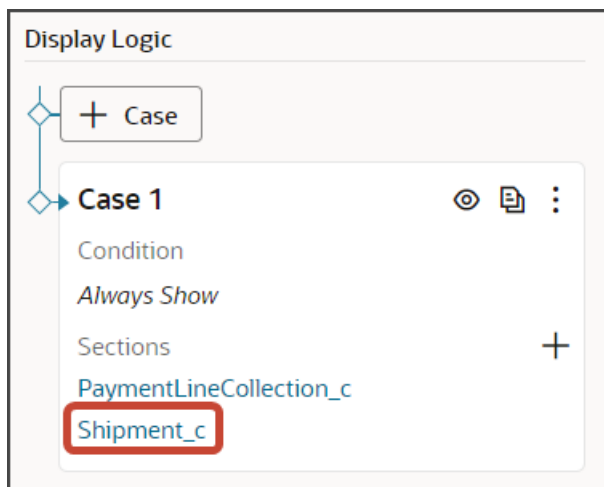 Display Logic
+ Case
Case 1
Condition
Always Show
Sections
PaymentLineCollection_c
Shipment_c